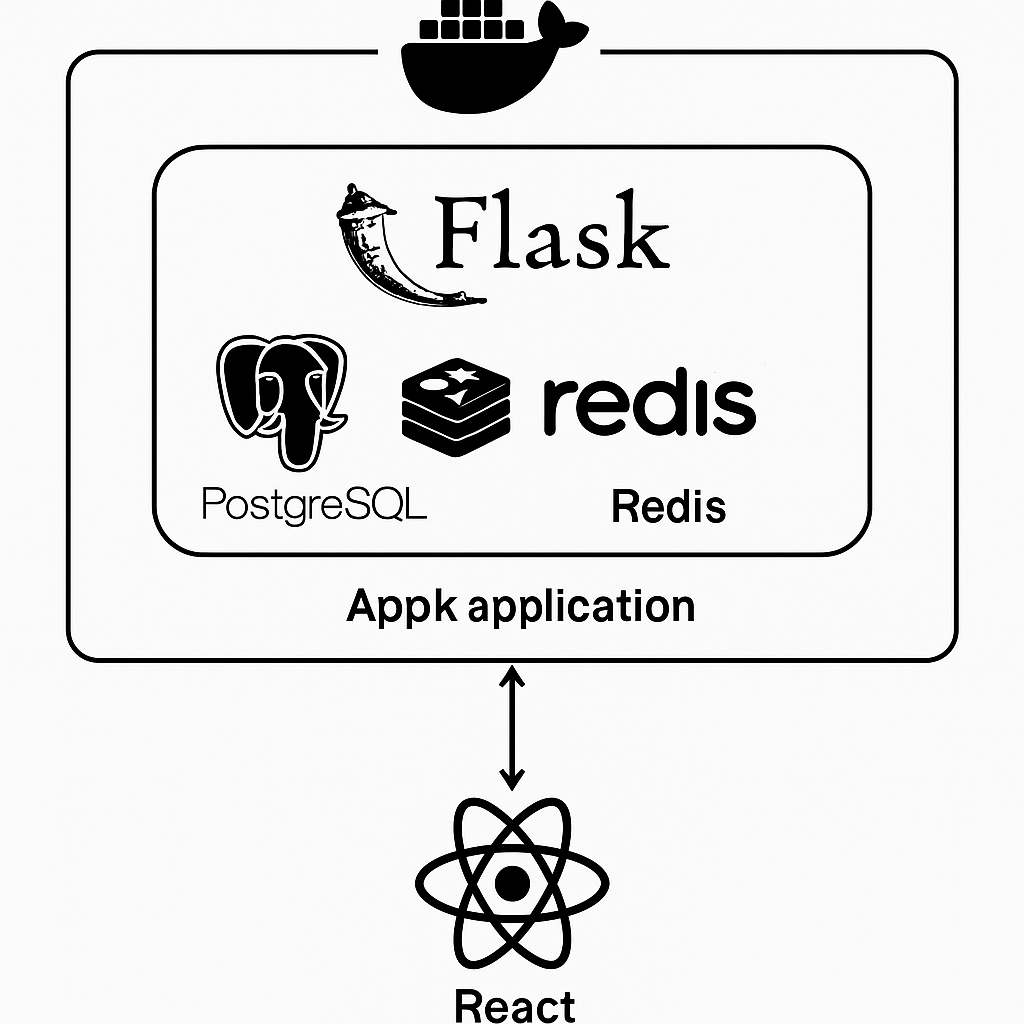 Flask
redis
PostgreSQL
Redis
Appk application
React